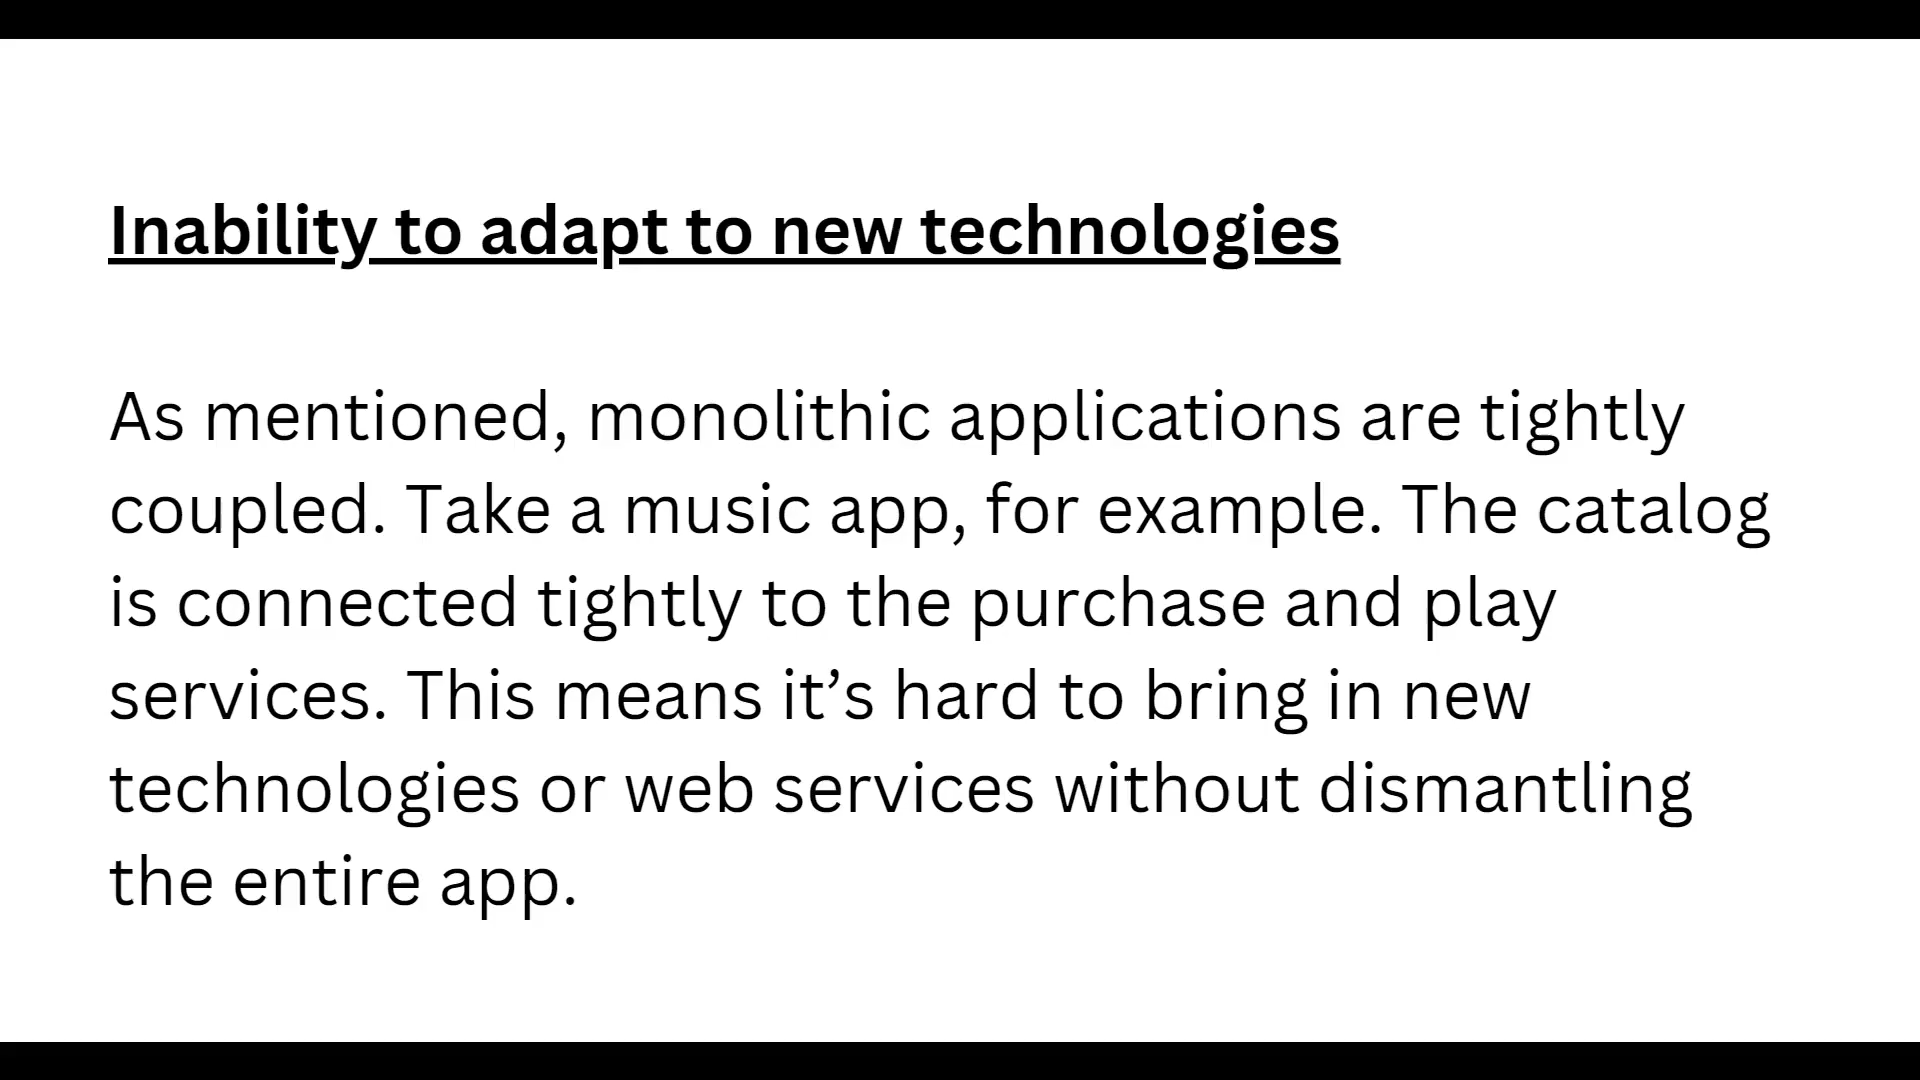 Inability to adapt to new technologies
As mentioned, monolithic applications are tightly
coupled. Take a music app, for example. The catalog
is connected tightly to the purchase and play
services. This means it’s hard to bring in new
technologies or web services without dismantling
the entire app.